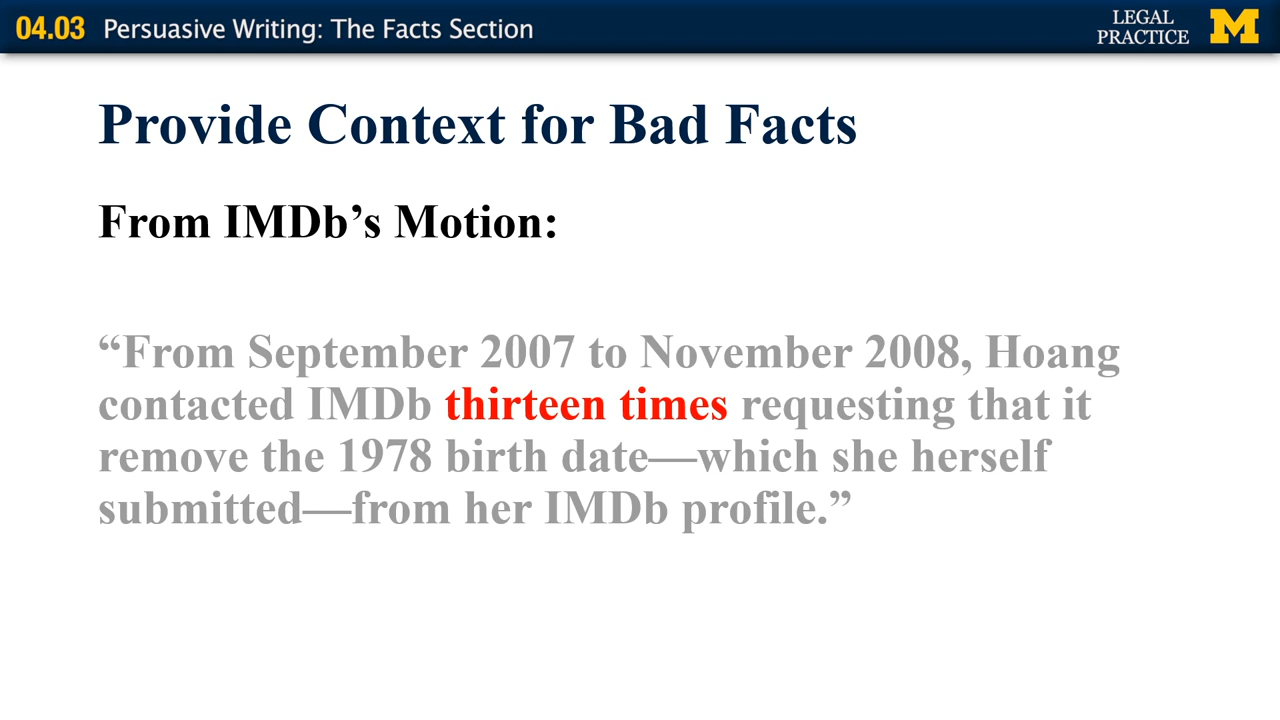 04.03 Persuasive Writing: The Facts Section
LEGAL
PRACTICE
M
Provide Context for Bad Facts
From IMDb’s Motion:
“From September 2007 to November 2008, Hoang
contacted IMDb thirteen times requesting that it
remove the 1978 birth date—which she herself
submitted—from her IMDb profile.”